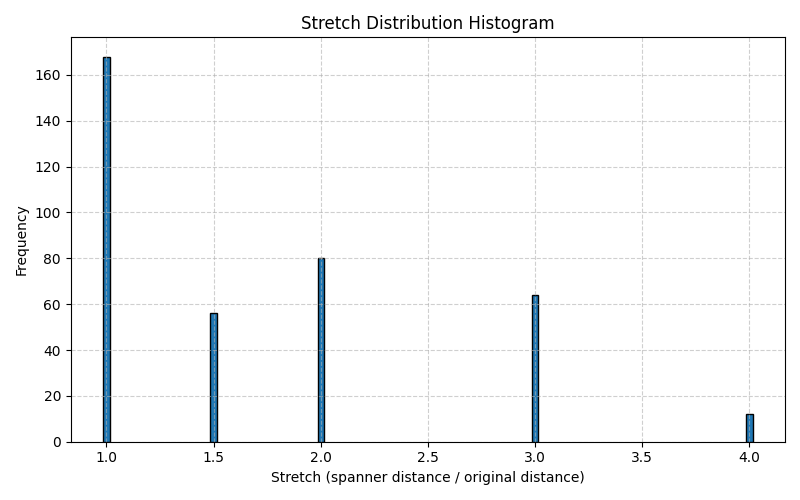 Stretch Distribution Histogram
Frequency
160
140
120
100
80
60
40
20
0
1.0 1.5 2.0 2.5 3.0 3.5 4.0
Stretch (spanner distance / original distance)